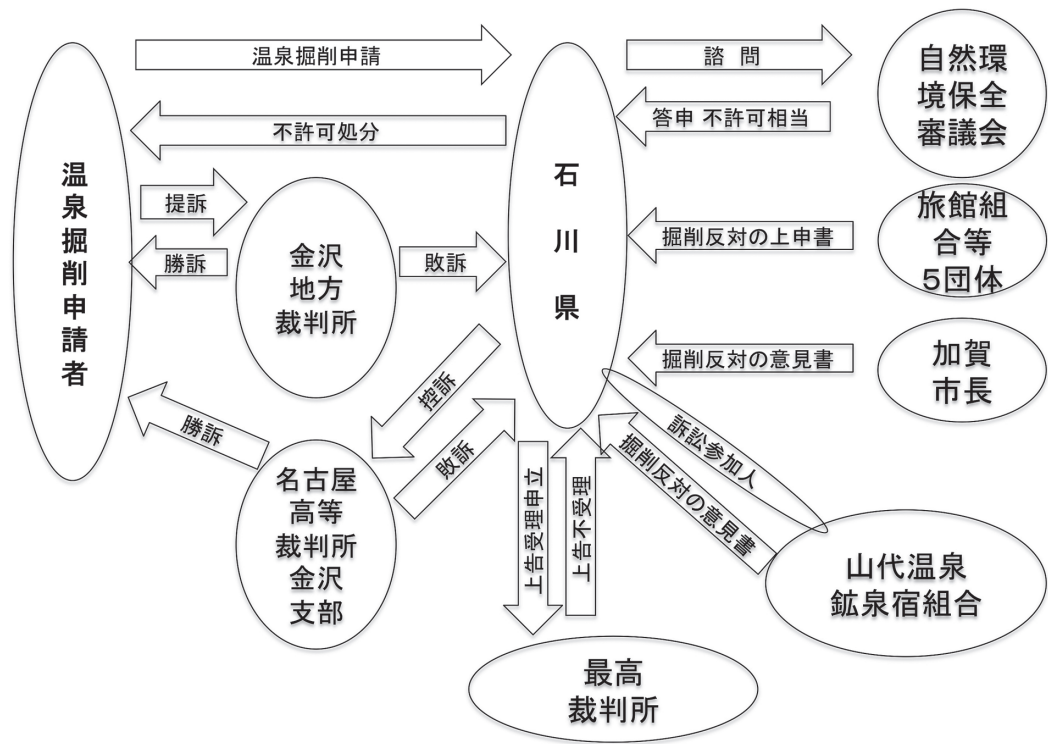 温泉掘削申請
諮 問
自然環
境保全
審議会
答申 不許可相当
不許可処分
温泉掘削申請者
石川県
提訴
勝訴
金沢
地方
裁判所
敗訴
掘削反対の上申書
旅館組
合等
5団体
掘削反対の意見書
加賀
市長
控訴
敗訴
勝訴
名古屋
高等
裁判所
金沢
支部
上告受理申立
上告不受理
訴訟参加人
掘削反対の意見書
山代温泉
鉱泉宿組合
最高
裁判所